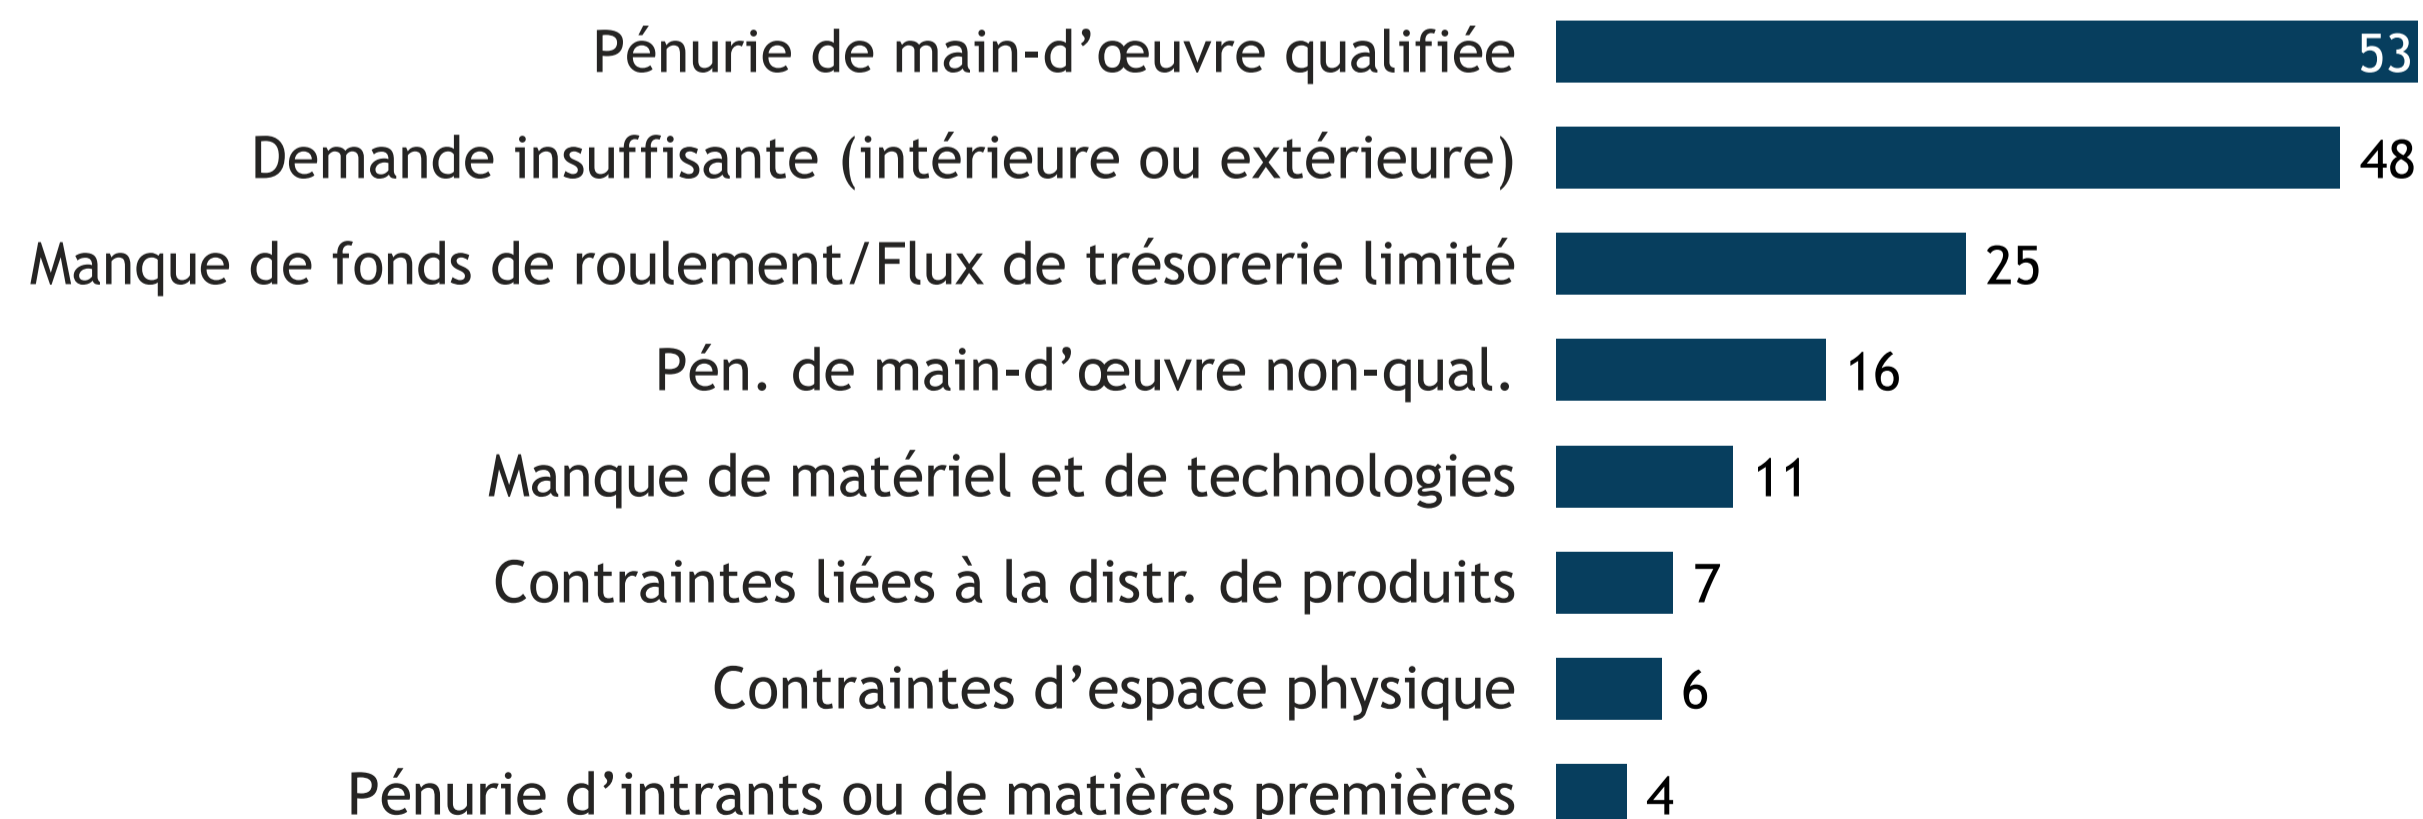 Pénurie de main-d’œuvre qualifiée 53
Demande insuffisante (intérieure ou extérieure) 48
Manque de fonds de roulement/Flux de trésorerie limité 25
Pén. de main-d’œuvre non-qual. 16
Manque de matériel et de technologies 11
Contraintes liées à la distr. de produits 7
Contraintes d’espace physique 6
Pénurie d’intrants ou de matières premières 4